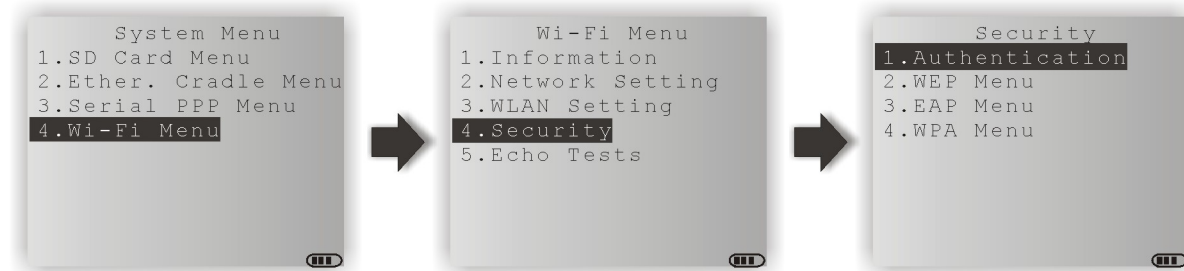 System Menu
1.SD Card Menu
2.Ether. Cradle Menu
3.Serial PPP Menu
4.Wi-Fi Menu
Wi-Fi Menu
1.Information
2.Network Setting
3.WLAN Setting
4.Security
5.Echo Tests
Security
1.Authentication
2.WEP Menu
3.EAP Menu
4.WPA Menu